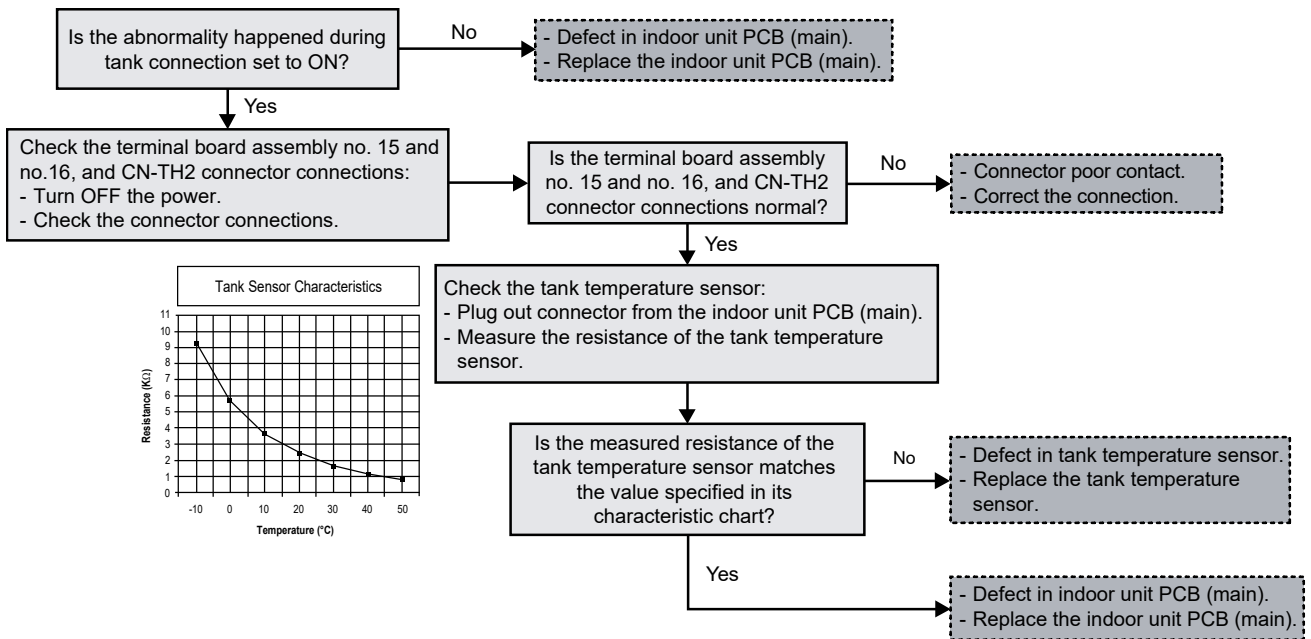 Is the abnormality happened during
tank connection set to ON?
No
- Defect in indoor unit PCB (main).
- Replace the indoor unit PCB (main).
Yes
Check the terminal board assembly no. 15 and
no.16, and CN-TH2 connector connections:
- Turn OFF the power.
- Check the connector connections.
Is the terminal board assembly
no. 15 and no. 16, and CN-TH2
connector connections normal?
No
- Connector poor contact.
- Correct the connection.
Yes
Tank Sensor Characteristics
11
10
9
8
7
6
5
4
3
2
1
0
Resistance (KΩ)
-10 0 10 20 30 40 50
Temperature (°C)
Check the tank temperature sensor:
- Plug out connector from the indoor unit PCB (main).
- Measure the resistance of the tank temperature
sensor.
Is the measured resistance of the
tank temperature sensor matches
the value specified in its
characteristic chart?
No
- Defect in tank temperature sensor.
- Replace the tank temperature
sensor.
Yes
- Defect in indoor unit PCB (main).
- Replace the indoor unit PCB (main).